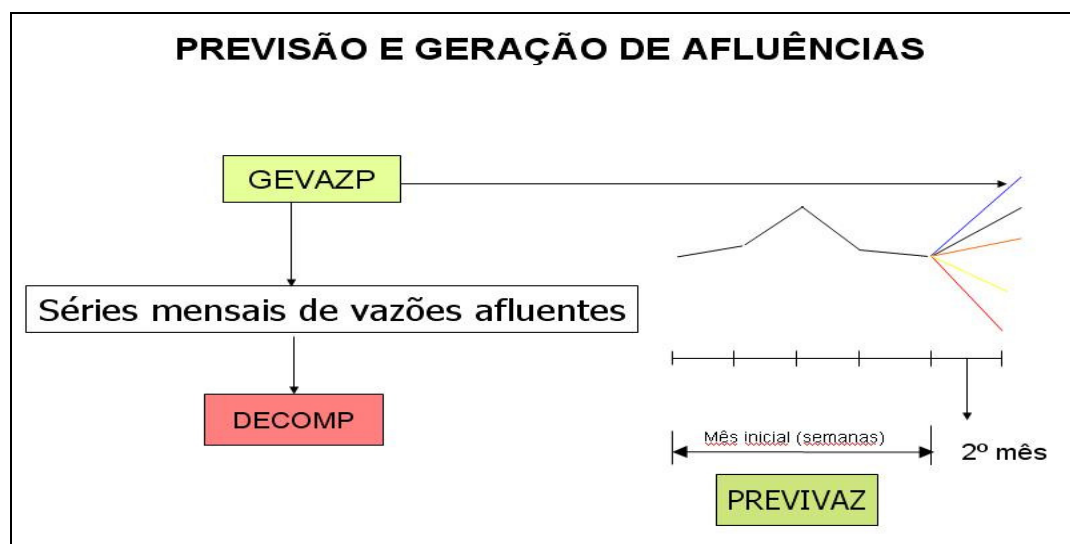 PREVISÃO E GERAÇÃO DE AFLUÊNCIAS
GEVAZP
Séries mensais de vazões afluentes
DECOMP
Mês inicial (semanas)
2º mês
PREVIVAZ